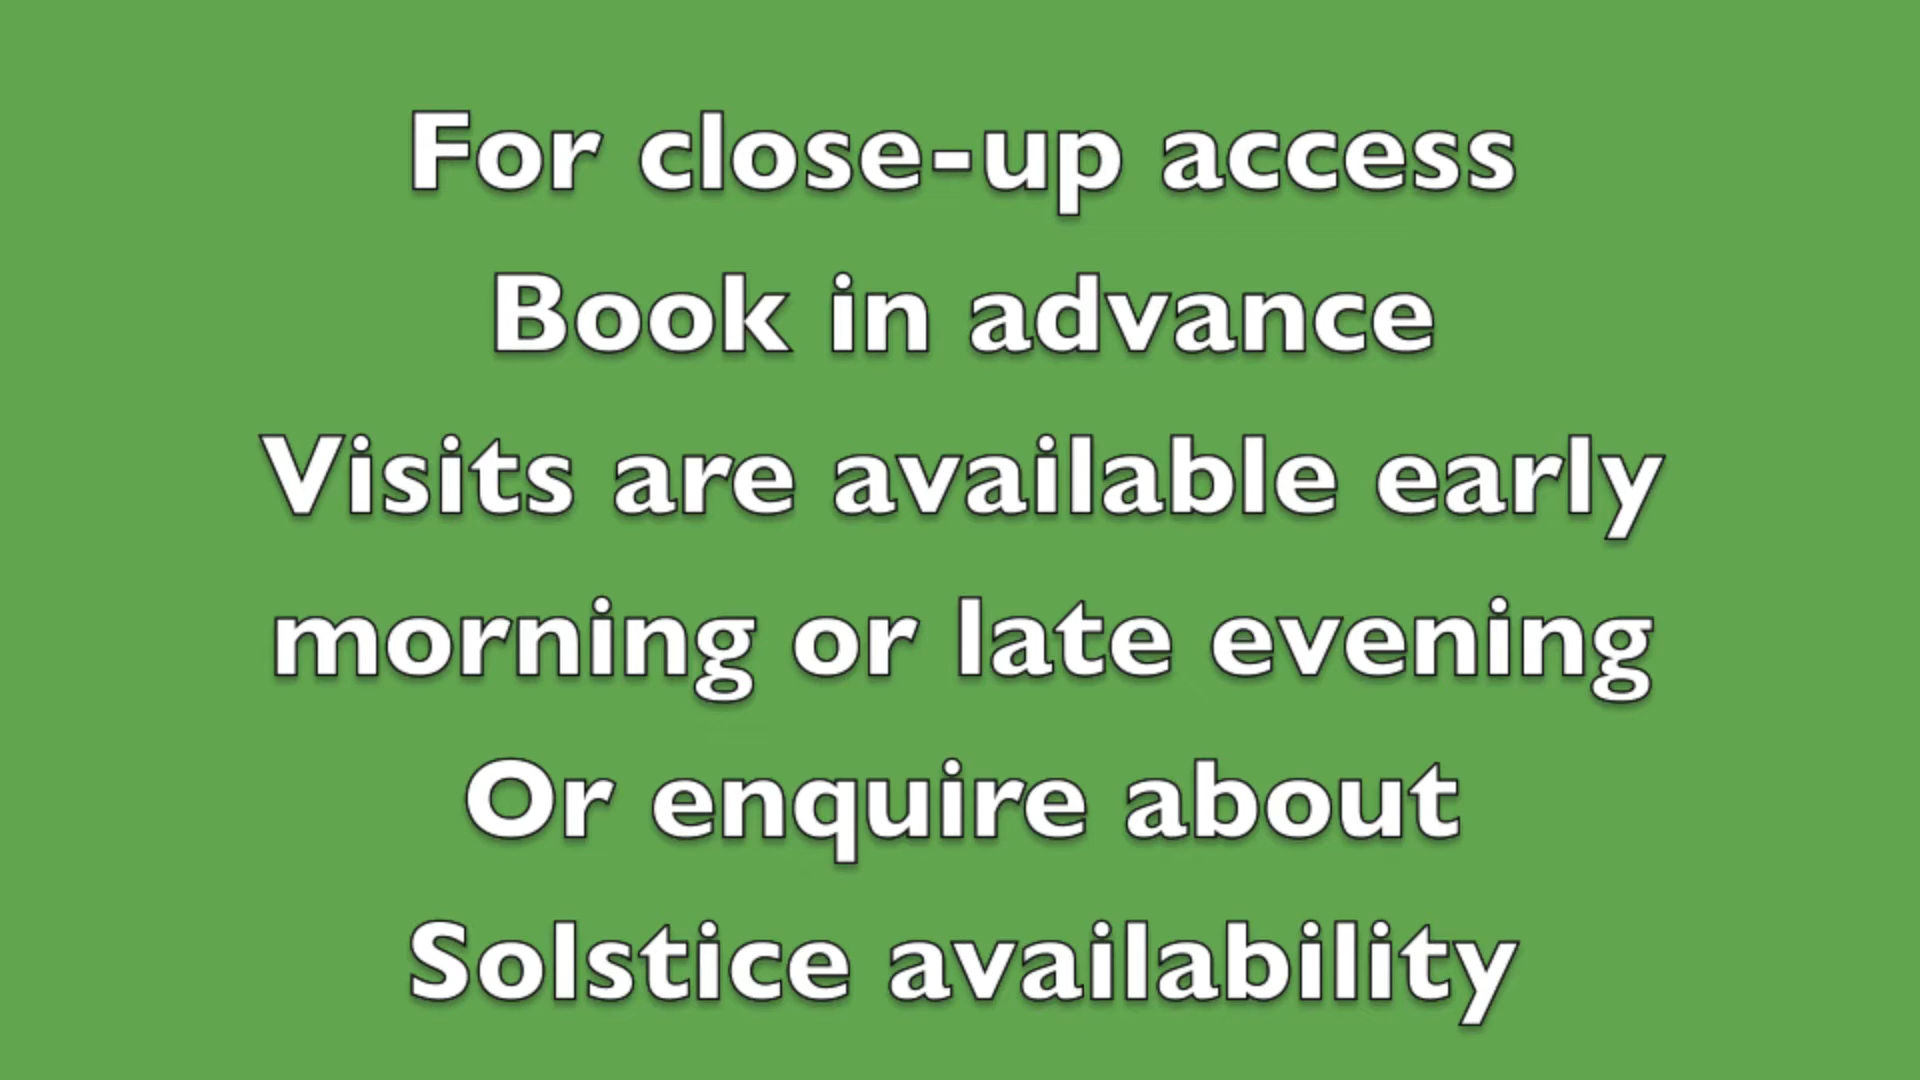 For close-up access
Book in advance
Visits are available early
morning or late evening
Or enquire about
Solstice availability